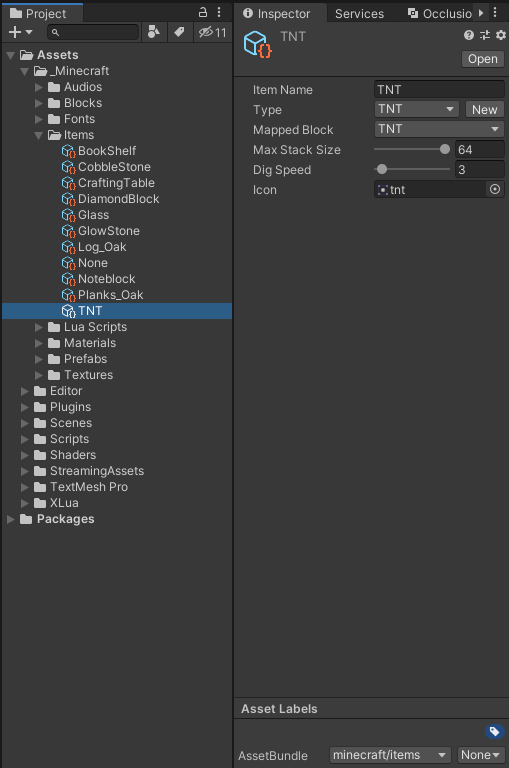 Project
11
Assets
_Minecraft
Audios
Blocks
Fonts
Items
BookShelf
CobbleStone
CraftingTable
DiamondBlock
Glass
GlowStone
Log_Oak
None
Noteblock
Planks_Oak
TNT
Lua Scripts
Materials
Prefabs
Textures
Editor
Plugins
Scenes
Scripts
Shaders
StreamingAssets
TextMesh Pro
XLua
Packages
Inspector Services Occlusio
TNT
Open
Item Name TNT
Type TNT New
Mapped Block TNT
Max Stack Size 64
Dig Speed 3
Icon tnt
Asset Labels
AssetBundle minecraft/items None